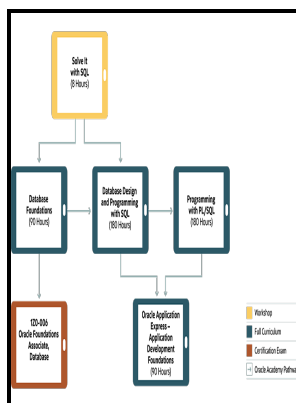 Solve It
with SQL
(8 Hours)
Database
Foundations
(90 Hours)
Database Design
and Programming
with SQL
(180 Hours)
Programming
with PL/SQL
(180 Hours)
1Z0-006
Oracle Foundations
Associate,
Database
Oracle Application
Express –
Application
Development
Foundations
(90 Hours)
Workshop
Full Curriculum
Certification Exam
Oracle Academy Pathway